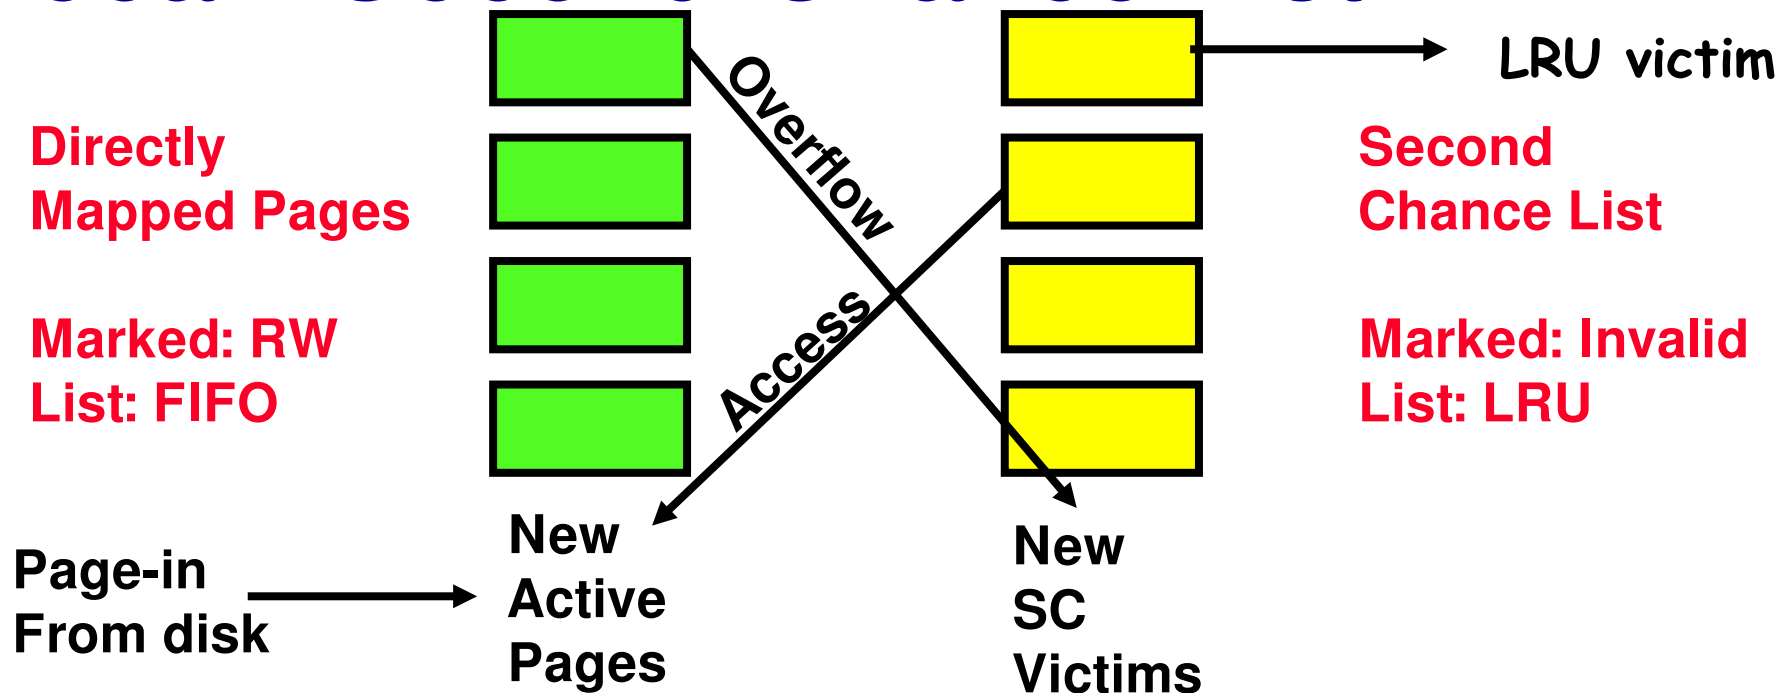 LRU victim
Overflow
Directly
Mapped Pages
Second
Chance List
Access
Marked: RW
List: FIFO
Marked: Invalid
List: LRU
Page-in
From disk
New
Active
Pages
New
SC
Victims